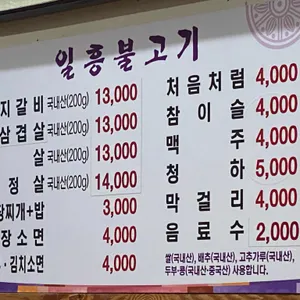 일흥불고기
지갈비 국내산(200g) 13,000
삼겹살 국내산(200g) 13,000
살 국내산(200g) 13,000
정살 국내산(200g) 14,000
장찌개+밥 3,000
장소면 4,000
·김치소면 4,000
처음처럼 4,000
참이슬 4,000
맥주 4,000
청하 5,000
막걸리 4,000
음료수 2,000
쌀(국내산), 배추(국내산), 고추가루(국내산),
두부·콩(국내산·중국산) 사용합니다.